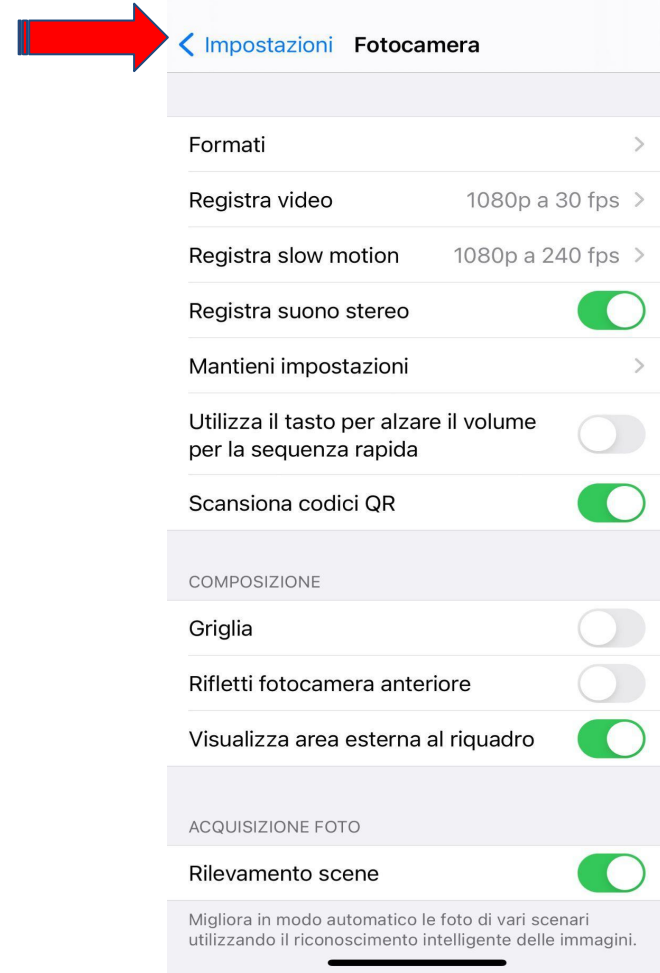 Impostazioni Fotocamera
Formati
Registra video 1080p a 30 fps
Registra slow motion 1080p a 240 fps
Registra suono stereo
Mantieni impostazioni
Utilizza il tasto per alzare il volume
per la sequenza rapida
Scansiona codici QR
COMPOSIZIONE
Griglia
Rifletti fotocamera anteriore
Visualizza area esterna al riquadro
ACQUISIZIONE FOTO
Rilevamento scene
Migliora in modo automatico le foto di vari scenari
utilizzando il riconoscimento intelligente delle immagini.